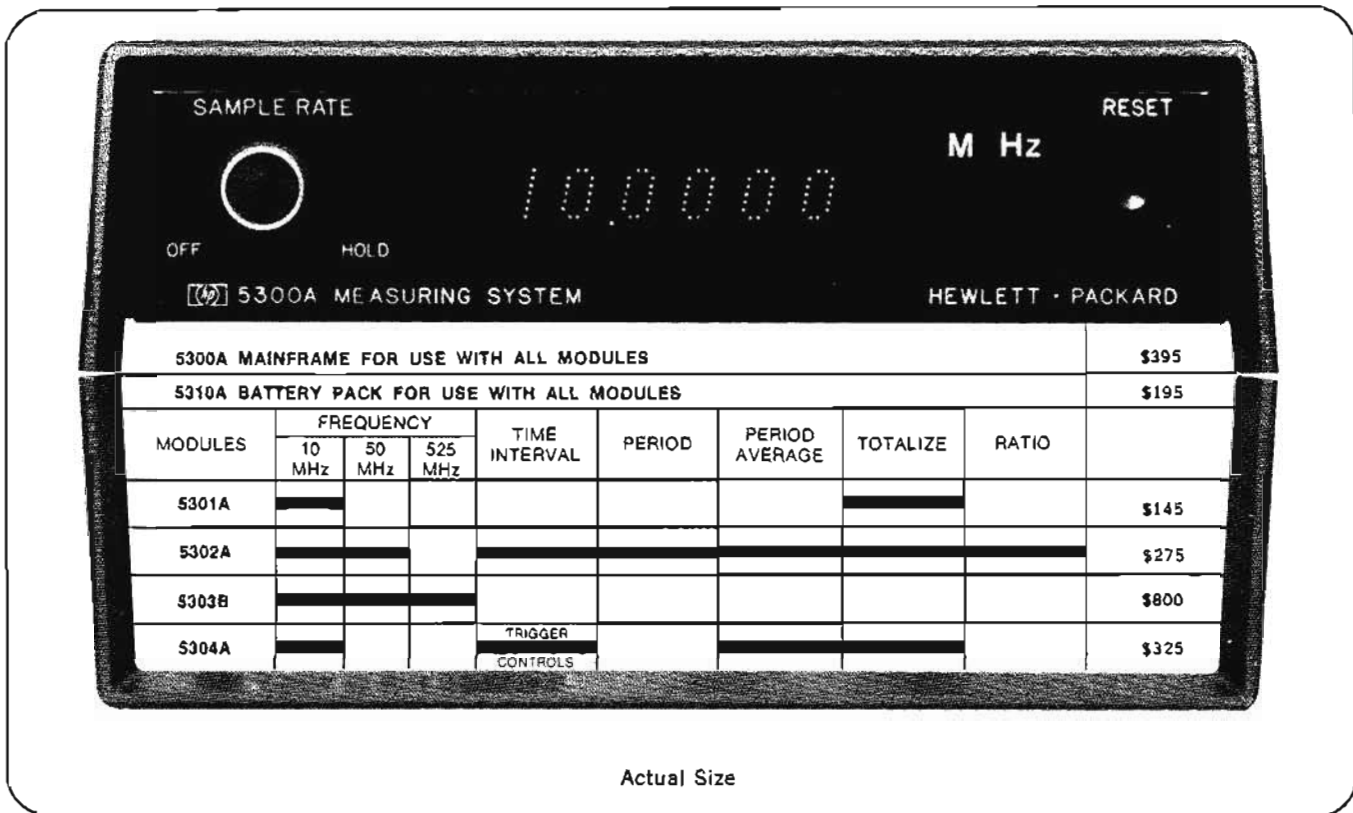 SAMPLE RATE
RESET
M Hz
10.0000
OFF HOLD
hp 5300A MEASURING SYSTEM
HEWLETT · PACKARD
5300A MAINFRAME FOR USE WITH ALL MODULES $395
5310A BATTERY PACK FOR USE WITH ALL MODULES $195
MODULES FREQUENCY TIME INTERVAL PERIOD PERIOD AVERAGE TOTALIZE RATIO
10 MHz 50 MHz 525 MHz
5301A $145
5302A $275
5303B $800
5304A TRIGGER CONTROLS $325
Actual Size